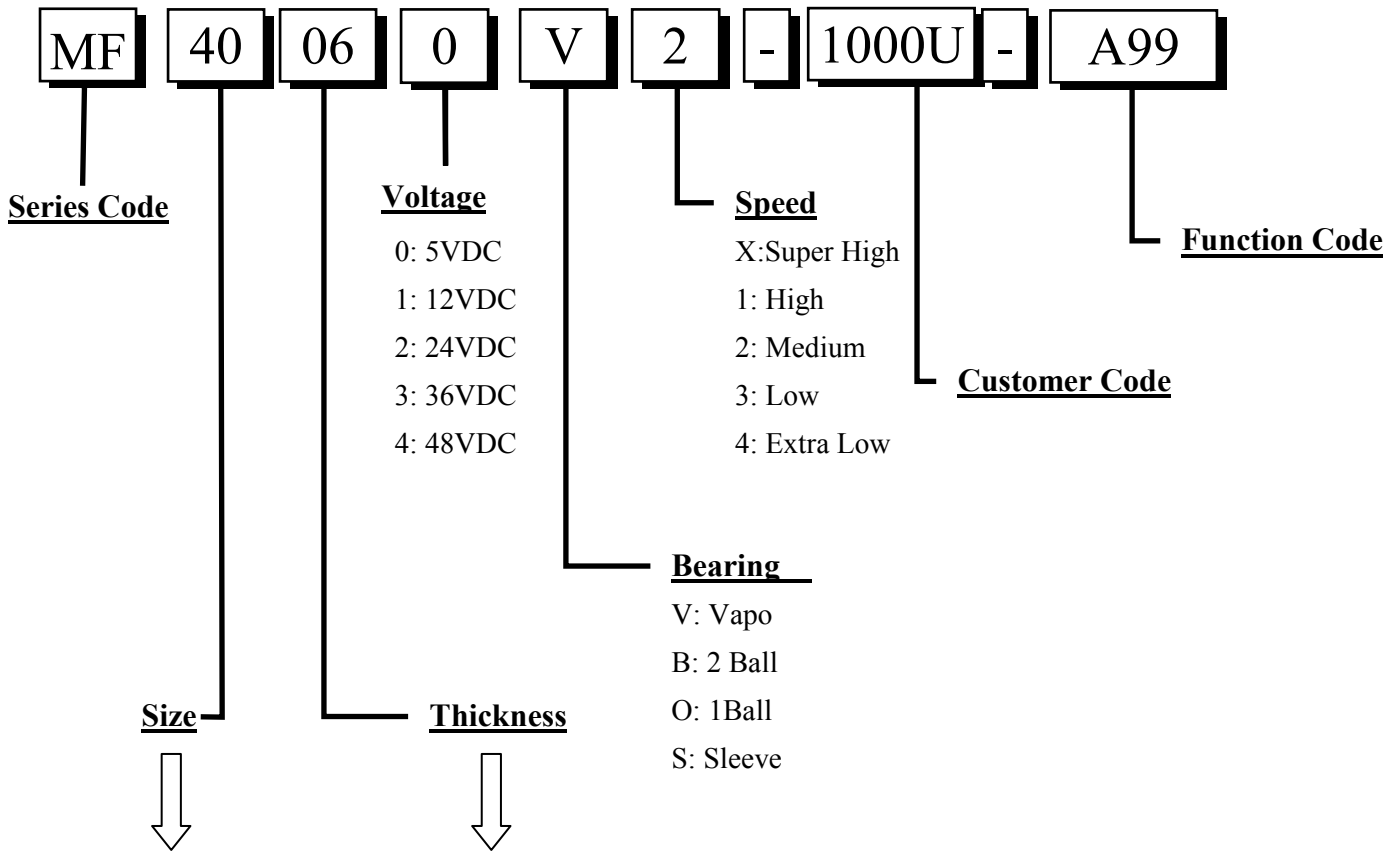 MF 40 06 0 V 2 - 1000U - A99
Series Code
Voltage
0: 5VDC
1: 12VDC
2: 24VDC
3: 36VDC
4: 48VDC
Speed
X:Super High
1: High
2: Medium
3: Low
4: Extra Low
Function Code
Customer Code
Bearing
V: Vapo
B: 2 Ball
O: 1Ball
S: Sleeve
Size
Thickness